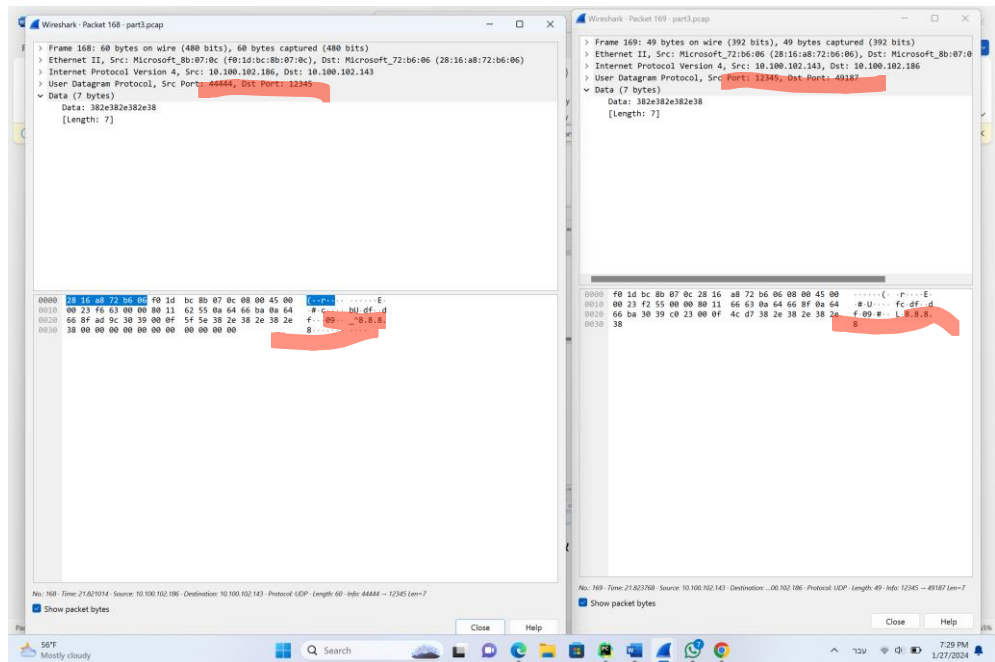 Wireshark · Packet 168 · part3.pcap
Frame 168: 60 bytes on wire (480 bits), 60 bytes captured (480 bits)
Ethernet II, Src: Microsoft_8b:07:0c (f0:1d:bc:8b:07:0c), Dst: Microsoft_72:b6:06 (28:16:a8:72:b6:06)
Internet Protocol Version 4, Src: 10.100.102.186, Dst: 10.100.102.143
User Datagram Protocol, Src Port: 44444, Dst Port: 12345
Data (7 bytes)
Data: 382e382e382e38
[Length: 7]
0000 28 16 a8 72 b6 06 f0 1d bc 8b 07 0c 08 00 45 00 (··r·· ······E·
0010 00 23 f6 63 00 00 80 11 62 55 0a 64 66 ba 0a 64 ·#·c···· bU·df··d
0020 66 8f ad 9c 30 39 00 0f 5f 5e 38 2e 38 2e 38 2e f···09·· _^8.8.8.
0030 38 00 00 00 00 00 00 00 00 00 00 00 8······· ····
No.: 168 · Time: 21.821014 · Source: 10.100.102.186 · Destination: 10.100.102.143 · Protocol: UDP · Length: 60 · Info: 44444 → 12345 Len=7
Show packet bytes
Close Help
Wireshark · Packet 169 · part3.pcap
Frame 169: 49 bytes on wire (392 bits), 49 bytes captured (392 bits)
Ethernet II, Src: Microsoft_72:b6:06 (28:16:a8:72:b6:06), Dst: Microsoft_8b:07:0
Internet Protocol Version 4, Src: 10.100.102.143, Dst: 10.100.102.186
User Datagram Protocol, Src Port: 12345, Dst Port: 49187
Data (7 bytes)
Data: 382e382e382e38
[Length: 7]
0000 f0 1d bc 8b 07 0c 28 16 a8 72 b6 06 08 00 45 00 ······(· ·r····E·
0010 00 23 f2 55 00 00 80 11 66 63 0a 64 66 8f 0a 64 ·#·U···· fc·df··d
0020 66 ba 30 39 c0 23 00 0f 4c d7 38 2e 38 2e 38 2e f·09·#·· L·8.8.8.
0030 38 8
No.: 169 · Time: 21.823768 · Source: 10.100.102.143 · Destination: ...00.102.186 · Protocol: UDP · Length: 49 · Info: 12345 → 49187 Len=7
Show packet bytes
Close Help
56°F
Mostly cloudy
Search
עבר
7:29 PM
1/27/2024